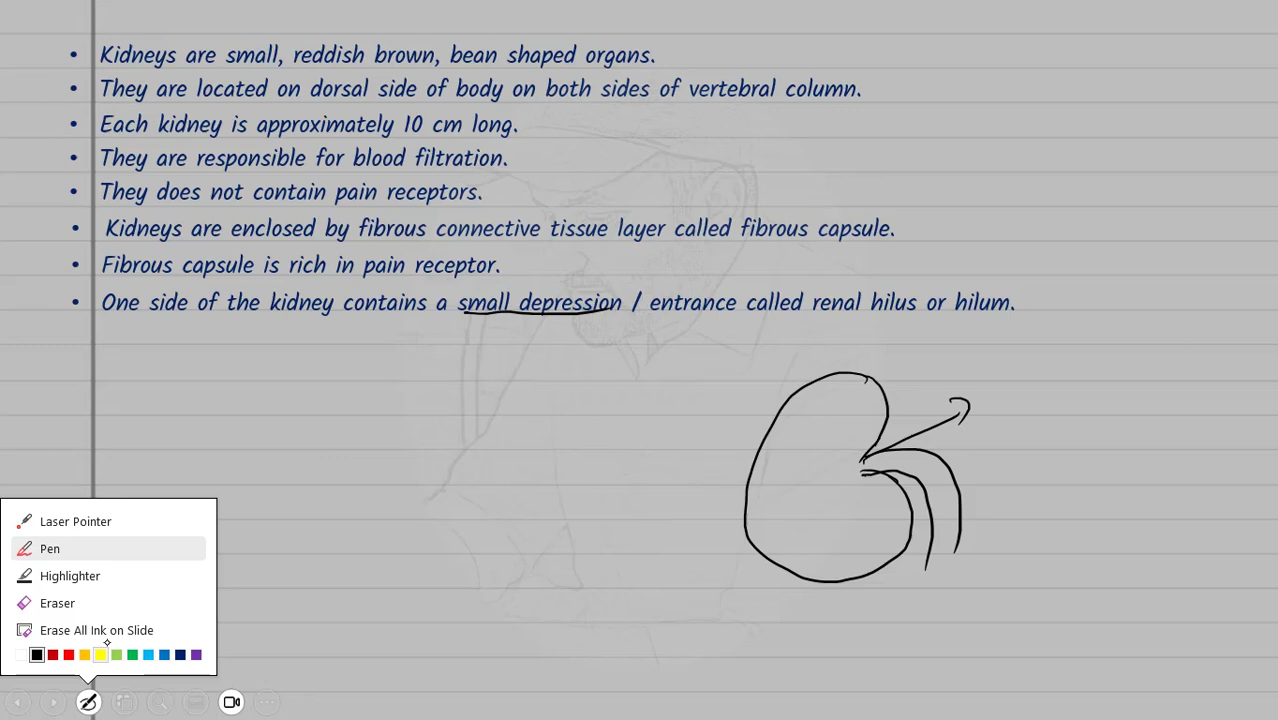 • Kidneys are small, reddish brown, bean shaped organs.
• They are located on dorsal side of body on both sides of vertebral column.
• Each kidney is approximately 10 cm long.
• They are responsible for blood filtration.
• They does not contain pain receptors.
• Kidneys are enclosed by fibrous connective tissue layer called fibrous capsule.
• Fibrous capsule is rich in pain receptor.
• One side of the kidney contains a small depression / entrance called renal hilus or hilum.
Laser Pointer
Pen
Highlighter
Eraser
Erase All Ink on Slide